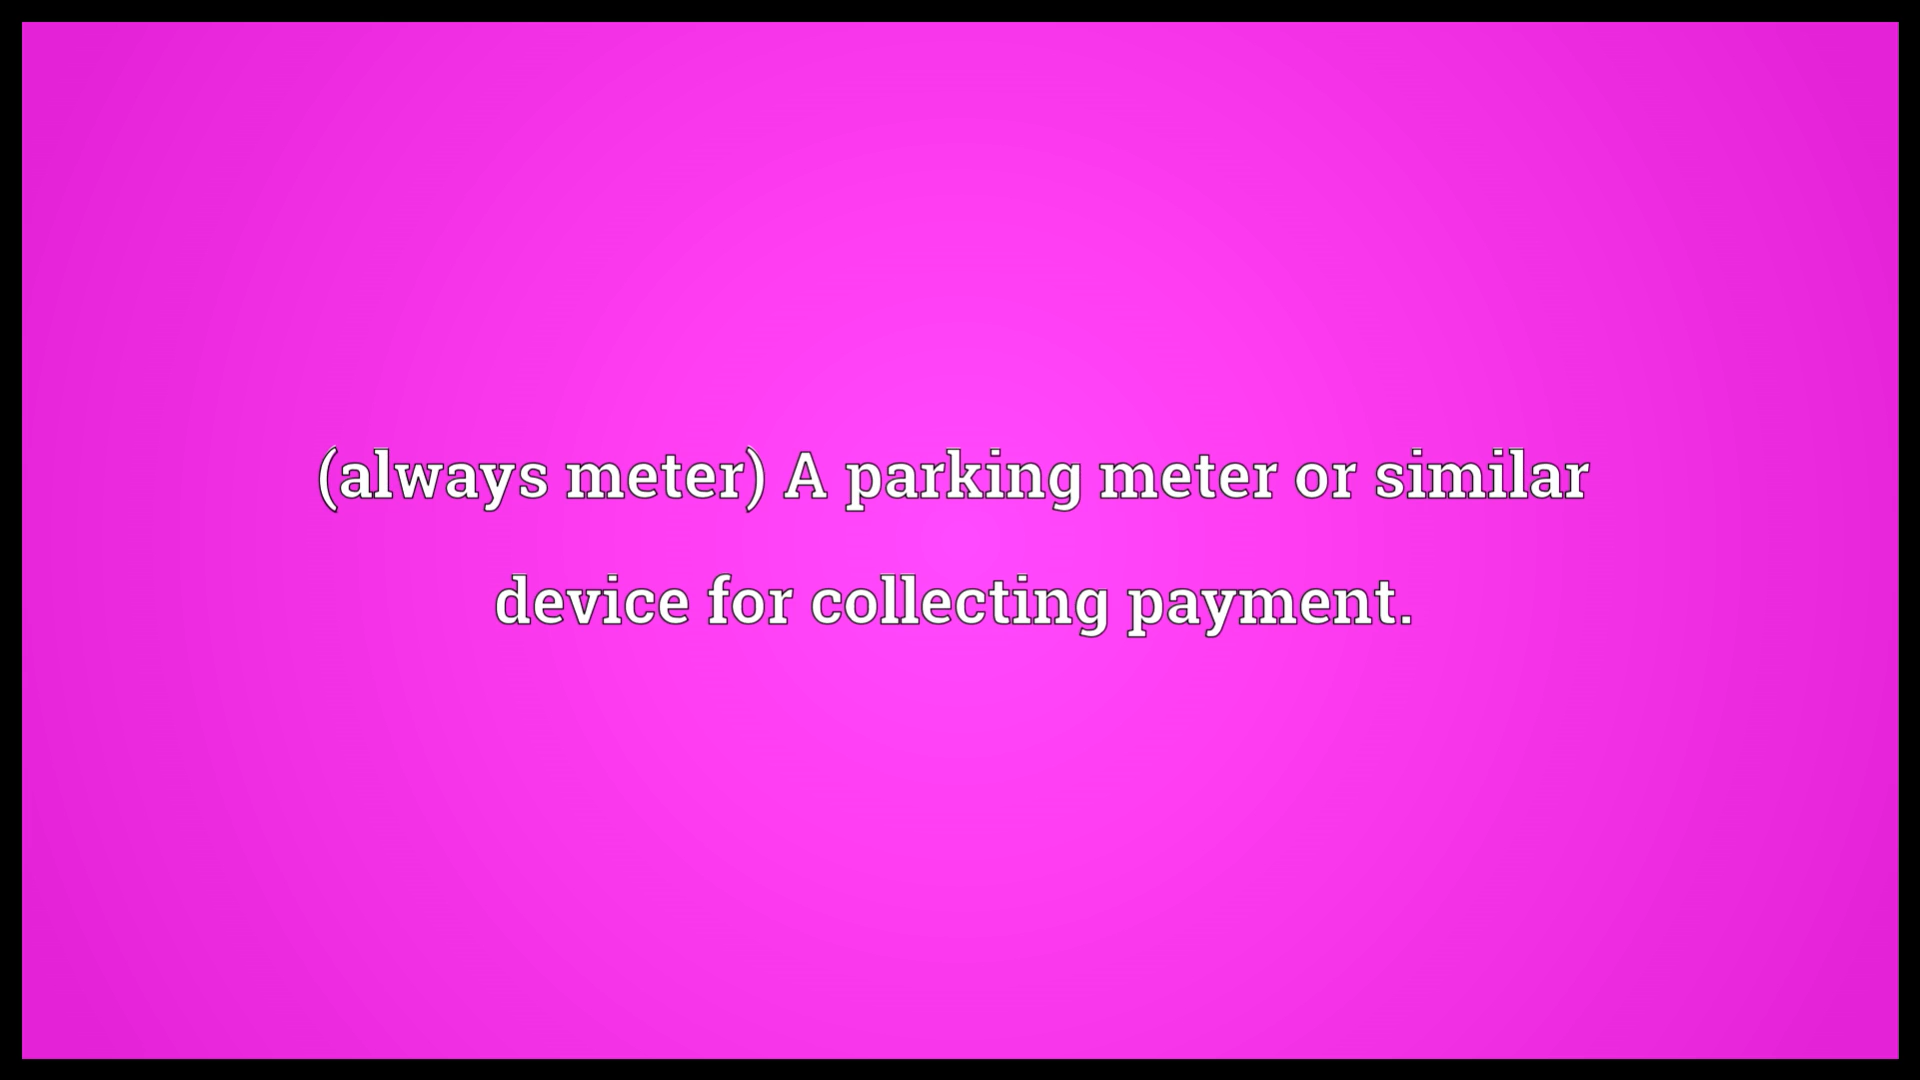 (always meter) A parking meter or similar
device for collecting payment.